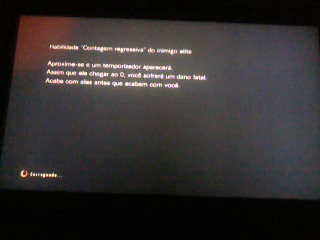 Habilidade "Contagem regressiva" do inimigo elite
Aproxime-se e um temporizador aparecerá.
Assim que ele chegar ao 0, você sofrerá um dano fatal.
Acabe com eles antes que acabem com você.
Carregando...